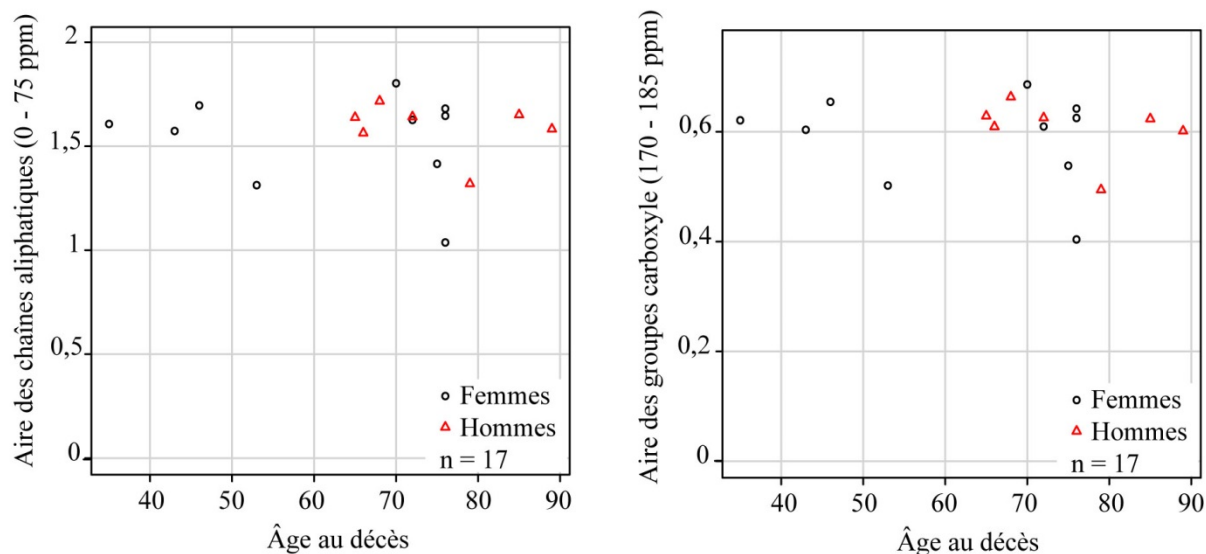 Aire des chaînes aliphatiques (0 - 75 ppm)
2
1,5
1
0,5
0
Femmes
Hommes
n = 17
40 50 60 70 80 90
Âge au décès
Aire des groupes carboxyle (170 - 185 ppm)
0,6
0,4
0,2
0
Femmes
Hommes
n = 17
40 50 60 70 80 90
Âge au décès